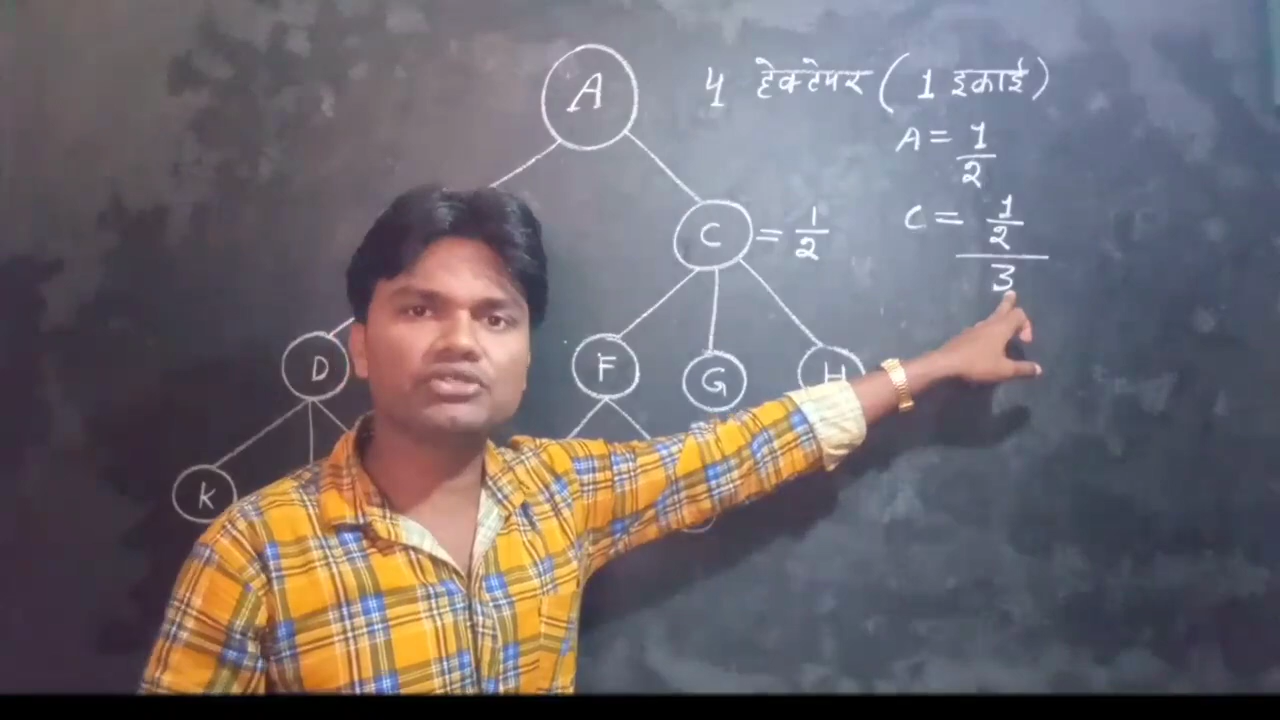 A
4 हेक्टेयर ( 1 इकाई )
A = 1/2
C = 1/2
C = 1/2 / 3
D
F
G
H
K